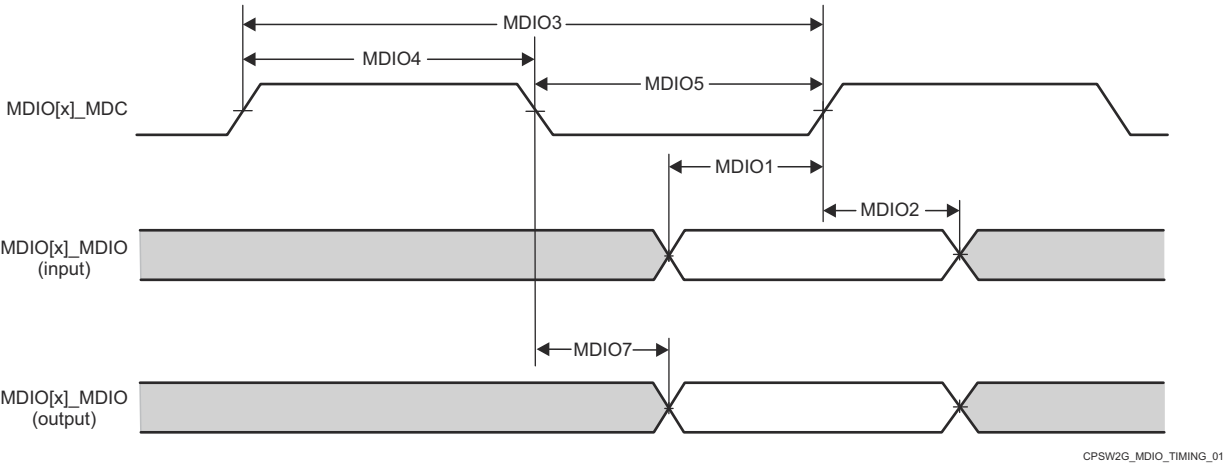 MDIO3
MDIO4
MDIO5
MDIO[x]_MDC
MDIO1
MDIO2
MDIO[x]_MDIO
(input)
MDIO7
MDIO[x]_MDIO
(output)
CPSW2G_MDIO_TIMING_01